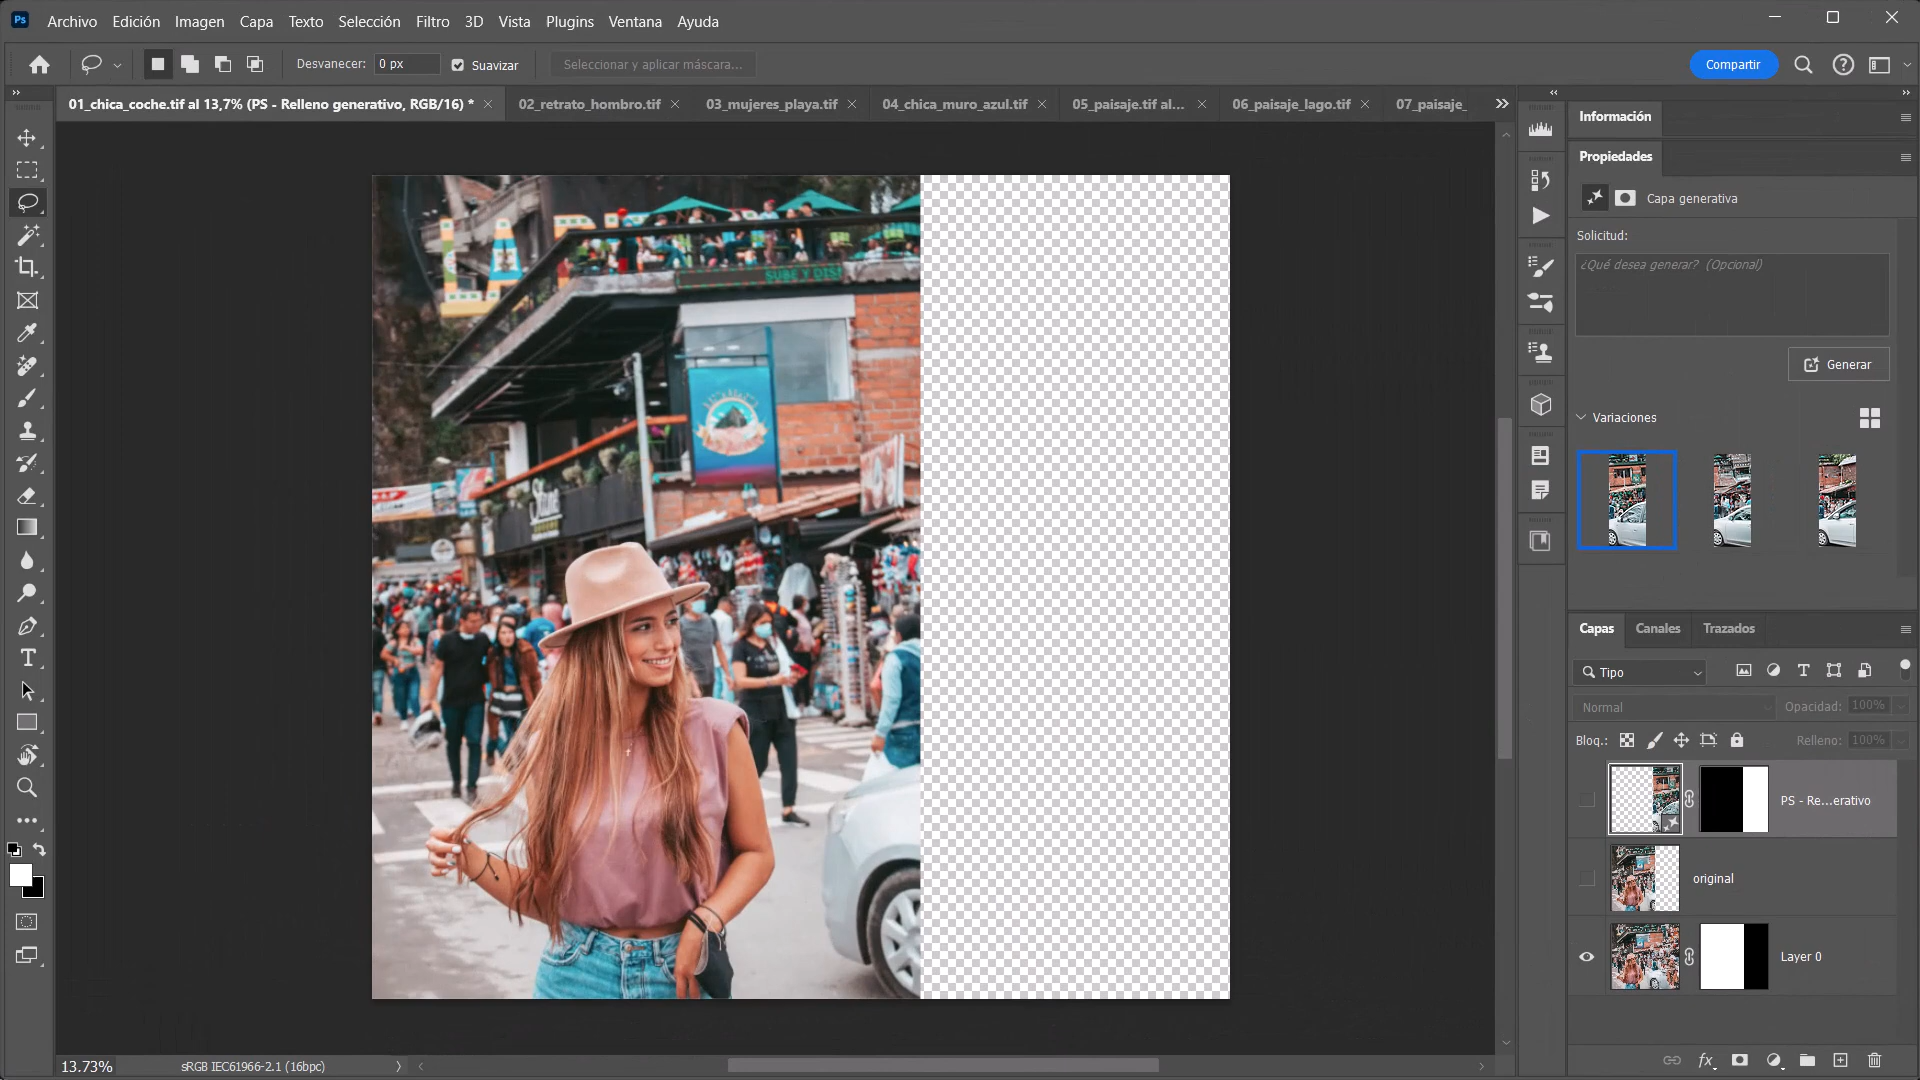 Ps
Archivo Edición Imagen Capa Texto Selección Filtro 3D Vista Plugins Ventana Ayuda
Desvanecer: 0 px Suavizar Seleccionar y aplicar máscara... Compartir
01_chica_coche.tif al 13,7% (PS - Relleno generativo, RGB/16) * 02_retrato_hombro.tif 03_mujeres_playa.tif 04_chica_muro_azul.tif 05_paisaje.tif al... 06_paisaje_lago.tif 07_paisaje_
Información
Propiedades
Capa generativa
Solicitud:
¿Qué desea generar? (Opcional)
Generar
Variaciones
SUBE Y DIS
Shine
Capas Canales Trazados
Tipo
Normal Opacidad: 100%
Bloq.: Relleno: 100%
PS - Re...erativo
original
Layer 0
13.73% sRGB IEC61966-2.1 (16bpc)
fx